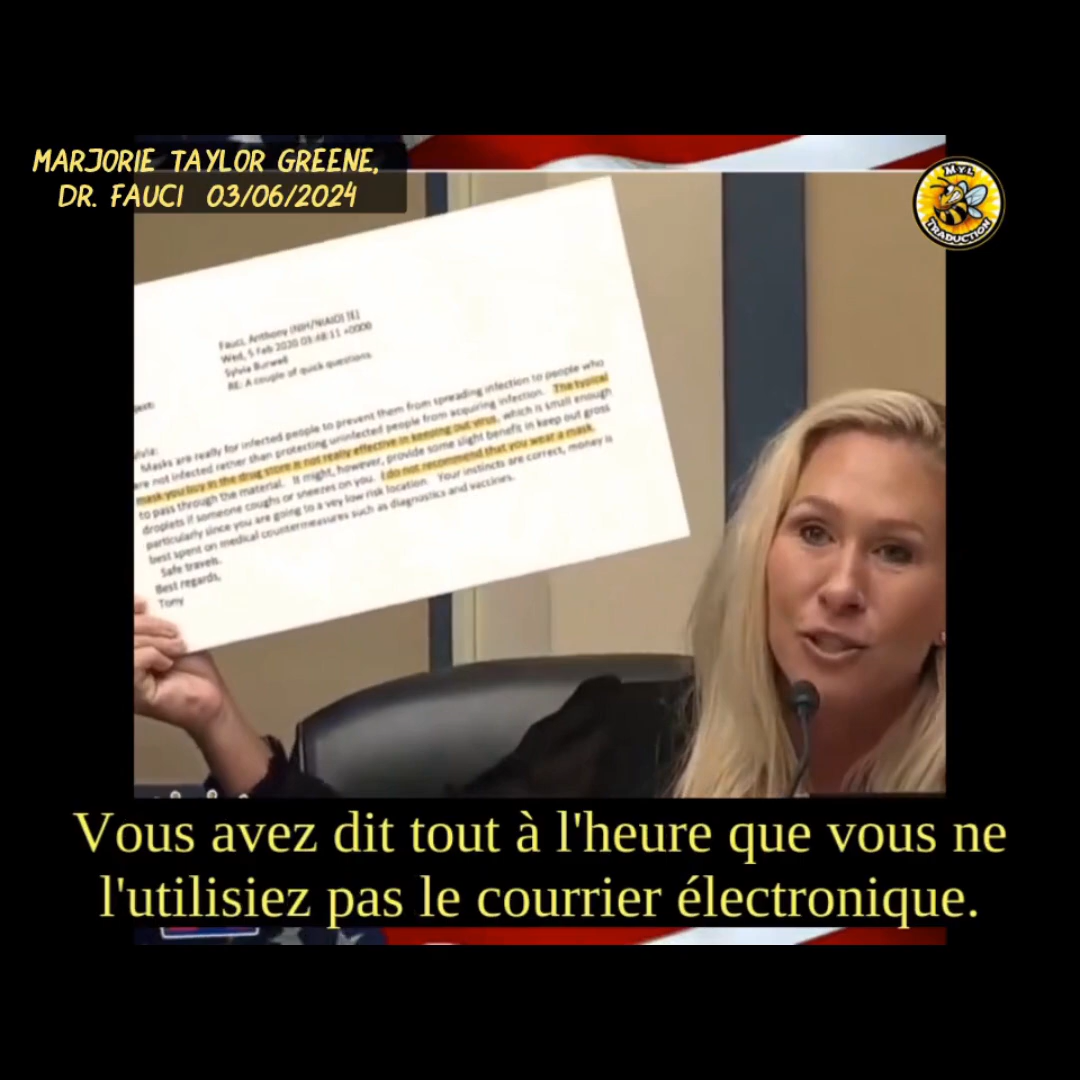 MARJORIE TAYLOR GREENE,
DR. FAUCI 03/06/2024
MYL
TRADUCTION
Fauci, Anthony (NIH/NIAID) [E]
Wed, 5 Feb 2020 03:48:11 +0000
Sylvia Burwell
RE: A couple of quick questions.
Masks are really for infected people to prevent them from spreading infection to people who
are not infected rather than protecting uninfected people from acquiring infection. The typical
mask you buy in the drug store is not really effective in keeping out virus, which is small enough
to pass through the material. It might, however, provide some slight benefit in keep out gross
droplets if someone coughs or sneezes on you. I do not recommend that you wear a mask,
particularly since you are going to a vey low risk location. Your instincts are correct, money is
best spent on medical countermeasures such as diagnostics and vaccines.
Safe travels.
Best regards,
Tony
Vous avez dit tout à l'heure que vous ne
l'utilisiez pas le courrier électronique.